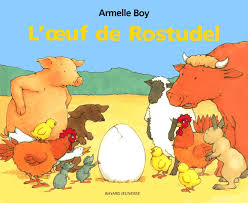 Armelle Boy
L'œuf de Rostudel
BAYARD JEUNESSE